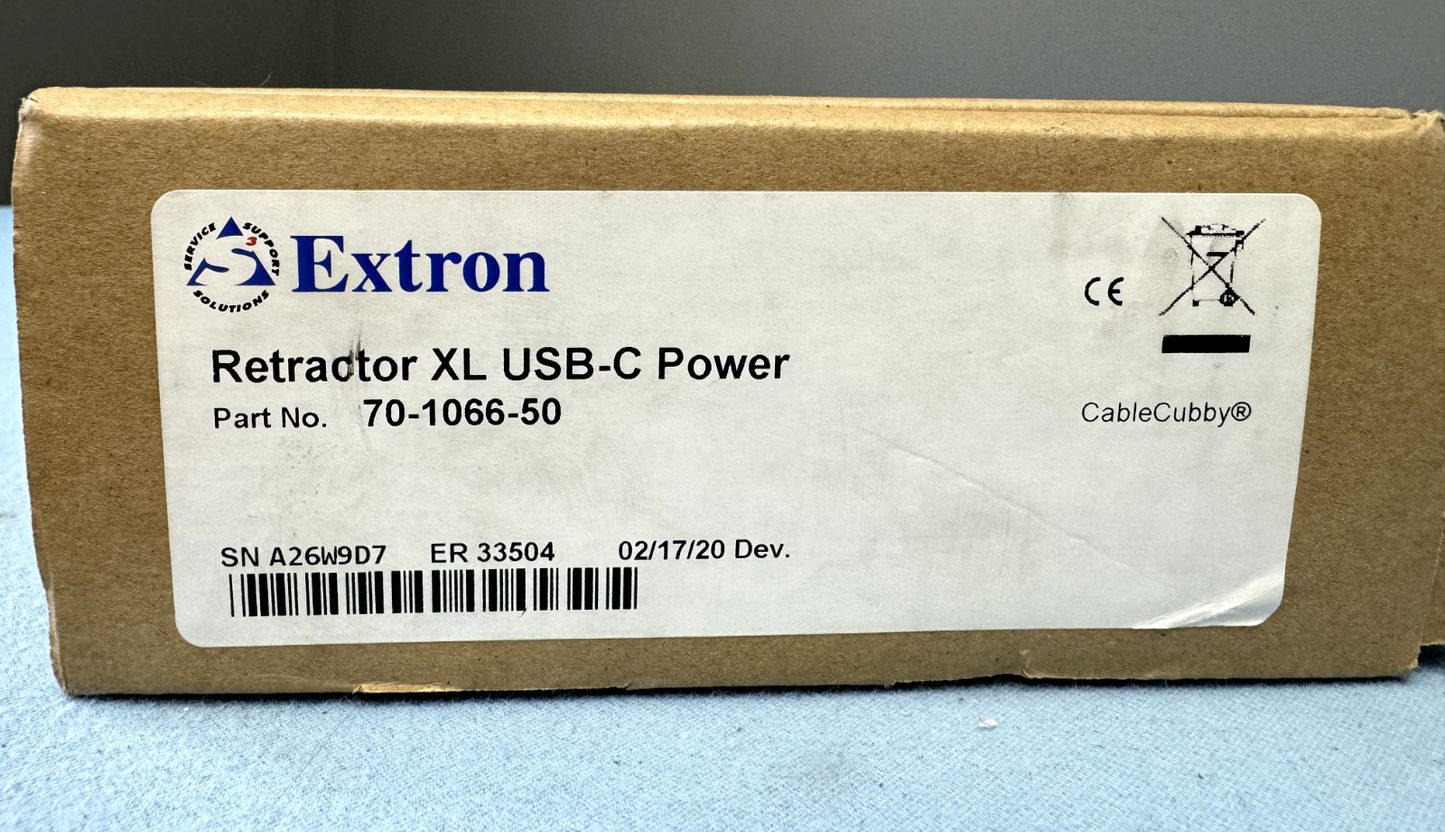 SERVICE SUPPORT SOLUTIONS
S3
Extron
CE
Retractor XL USB-C Power
Part No. 70-1066-50
CableCubby®
SN A26W9D7 ER 33504 02/17/20 Dev.